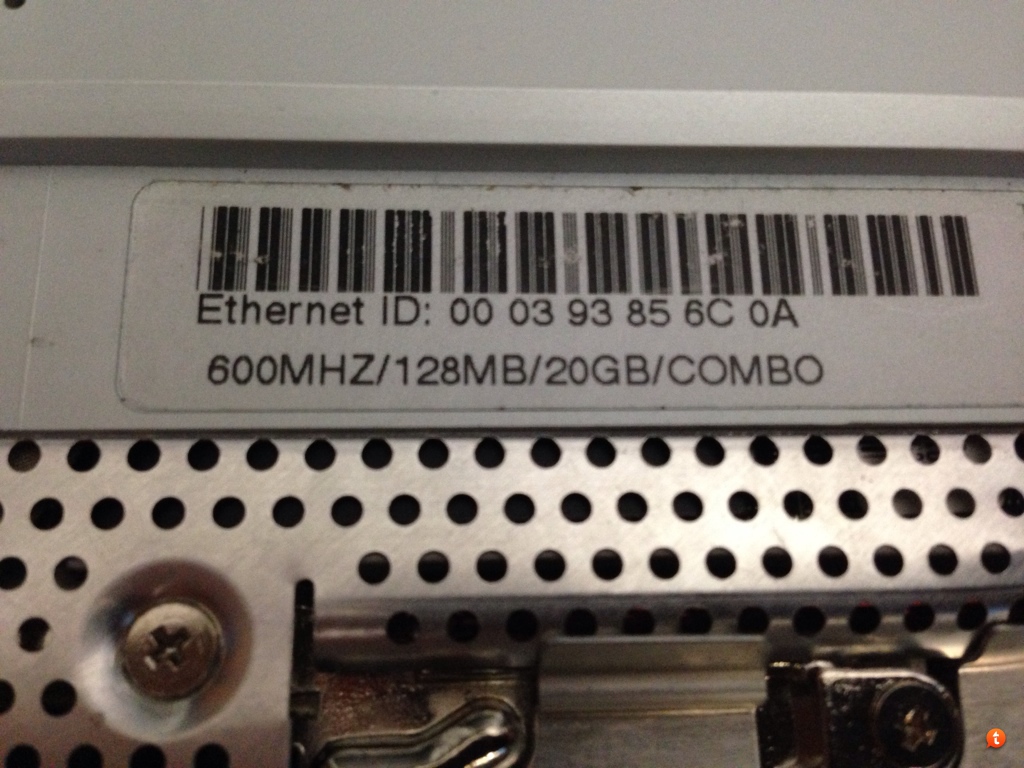 Ethernet ID: 00 03 93 85 6C 0A
600MHZ/128MB/20GB/COMBO
t